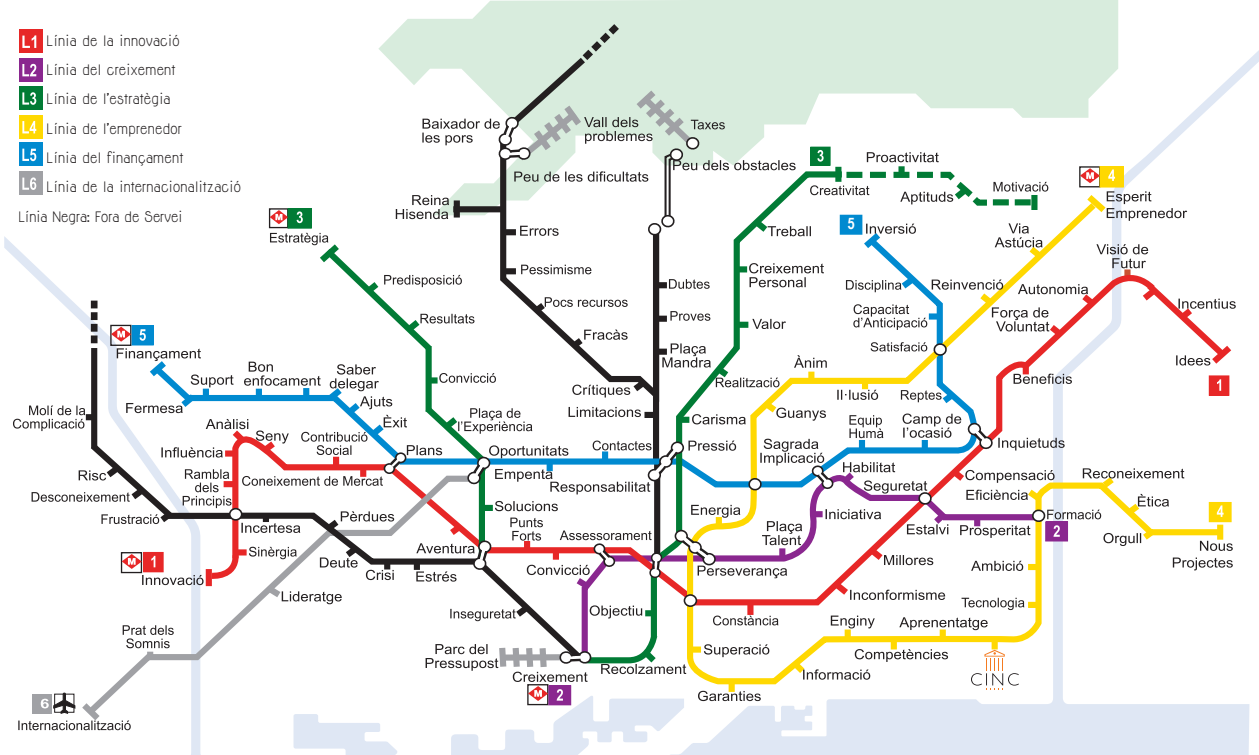 L1 Línia de la innovació
L2 Línia del creixement
L3 Línia de l'estratègia
L4 Línia de l'emprenedor
L5 Línia del finançament
L6 Línia de la internacionalització
Línia Negra: Fora de Servei
Baixador de
les pors
Vall dels
problemes
Taxes
Peu de les dificultats
Peu dels obstacles
3
Creativitat
Proactivitat
Aptituds
Motivació
M 4
Esperit
Emprenedor
Reina
Hisenda
M 3
Estratègia
Errors
Treball
5
Inversió
Via
Astúcia
Visió de
Futur
Predisposició
Pessimisme
Creixement
Personal
Dubtes
Disciplina
Reinvenció
Autonomia
Incentius
Resultats
Pocs recursos
Proves
Capacitat
d'Anticipació
Força de
Voluntat
M 5
Finançament
Fracàs
Valor
Plaça
Mandra
Satisfacció
Idees
1
Suport
Bon
enfocament
Saber
delegar
Convicció
Crítiques
Realització
Ànim
Il·lusió
Beneficis
Fermesa
Ajuts
Reptes
Molí de la
Complicació
Èxit
Plaça de
l'Experiència
Limitacions
Carisma
Guanys
Equip
Humà
Camp de
l'ocasió
Anàlisi
Seny
Contribució
Social
Plans
Contactes
Pressió
Sagrada
Implicació
Inquietuds
Influència
Oportunitats
Habilitat
Risc
Rambla
dels
Principis
Coneixement de Mercat
Empenta
Responsabilitat
Seguretat
Compensació
Reconeixement
Desconeixement
Eficiència
Ètica
Frustració
Incertesa
Pèrdues
Solucions
Energia
Iniciativa
Formació
2
4
Punts
Forts
Assessorament
Plaça
Talent
Estalvi
Prosperitat
Orgull
Nous
Projectes
M 1
Innovació
Sinèrgia
Deute
Crisi
Estrés
Aventura
Convicció
Perseverança
Millores
Ambició
Lideratge
Inseguretat
Objectiu
Constància
Inconformisme
Tecnologia
Prat dels
Somnis
Parc del
Pressupost
Creixement
M 2
Recolzament
Superació
Enginy
Aprenentatge
Competències
Informació
CINC
Garanties
6
Internacionalització